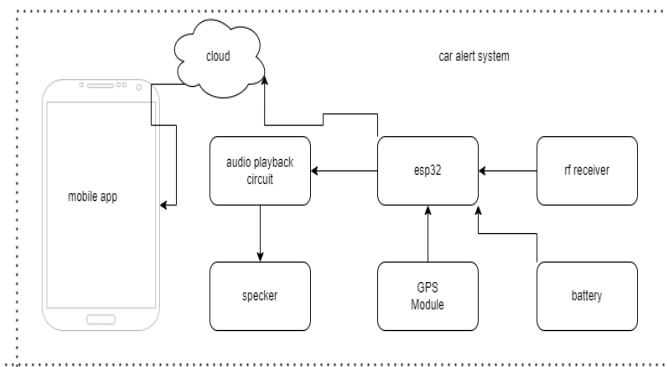 cloud
car alert system
audio playback
circuit
esp32
rf receiver
mobile app
specker
GPS
Module
battery